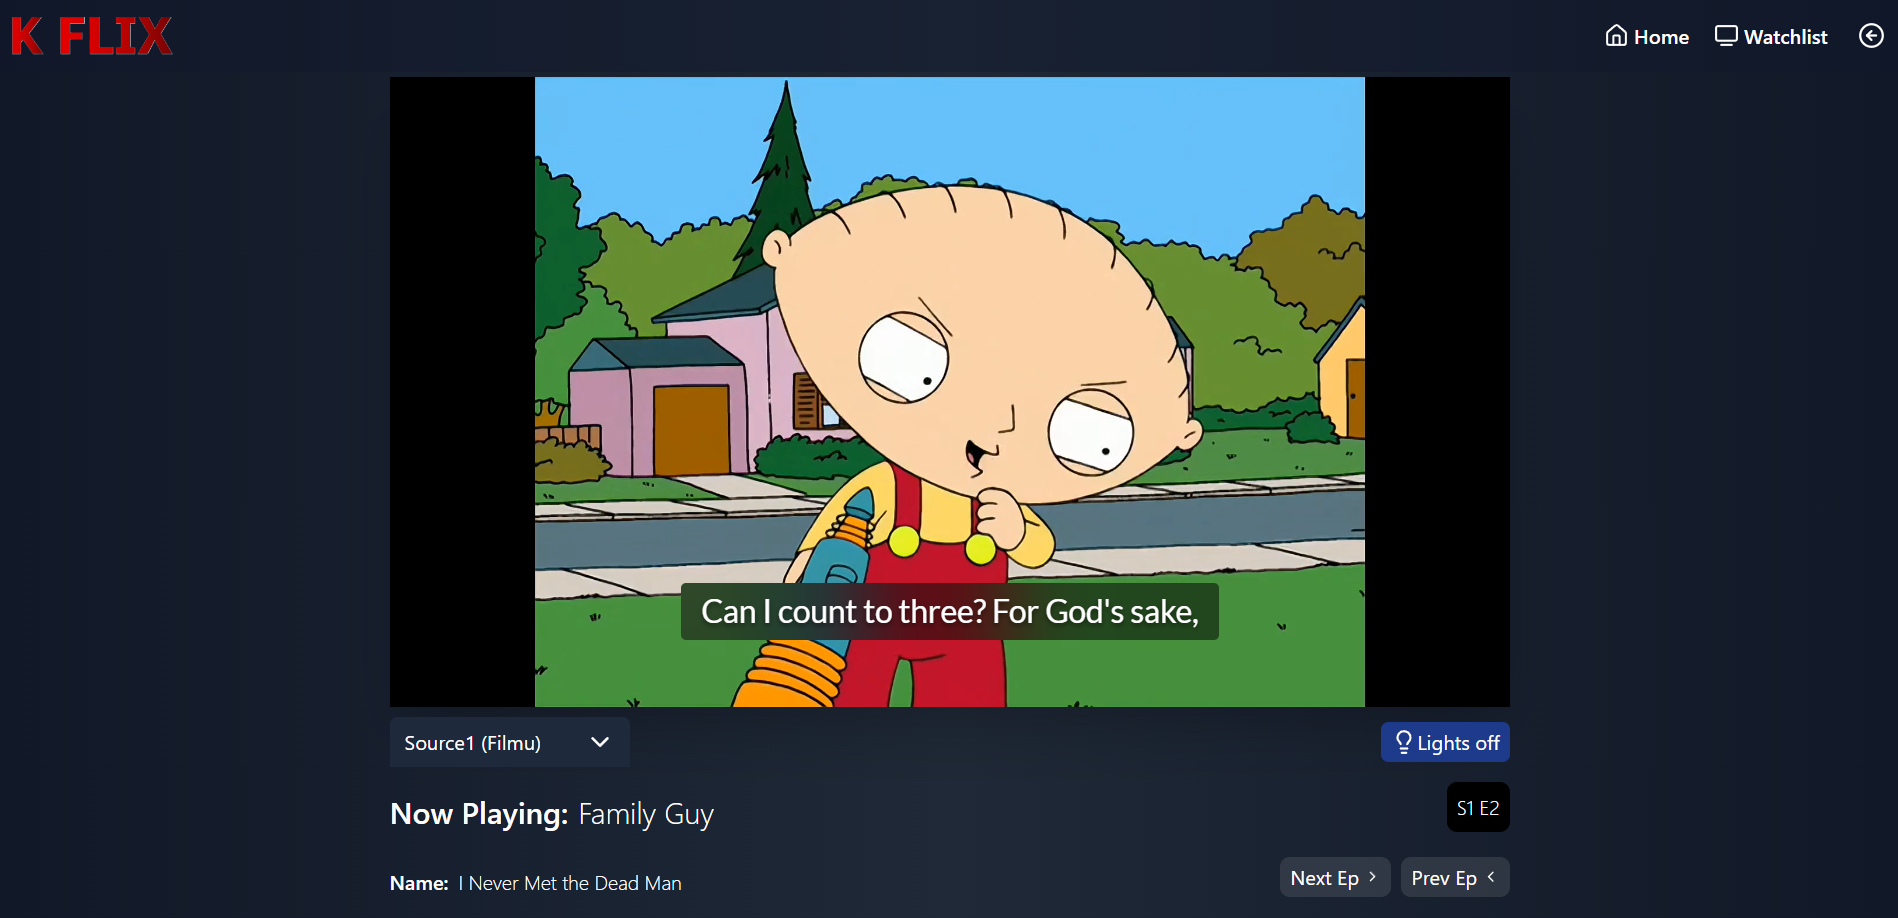 K FLIX
Home
Watchlist
Can I count to three? For God's sake,
Source1 (Filmu)
Lights off
Now Playing: Family Guy
S1 E2
Name: I Never Met the Dead Man
Next Ep
Prev Ep